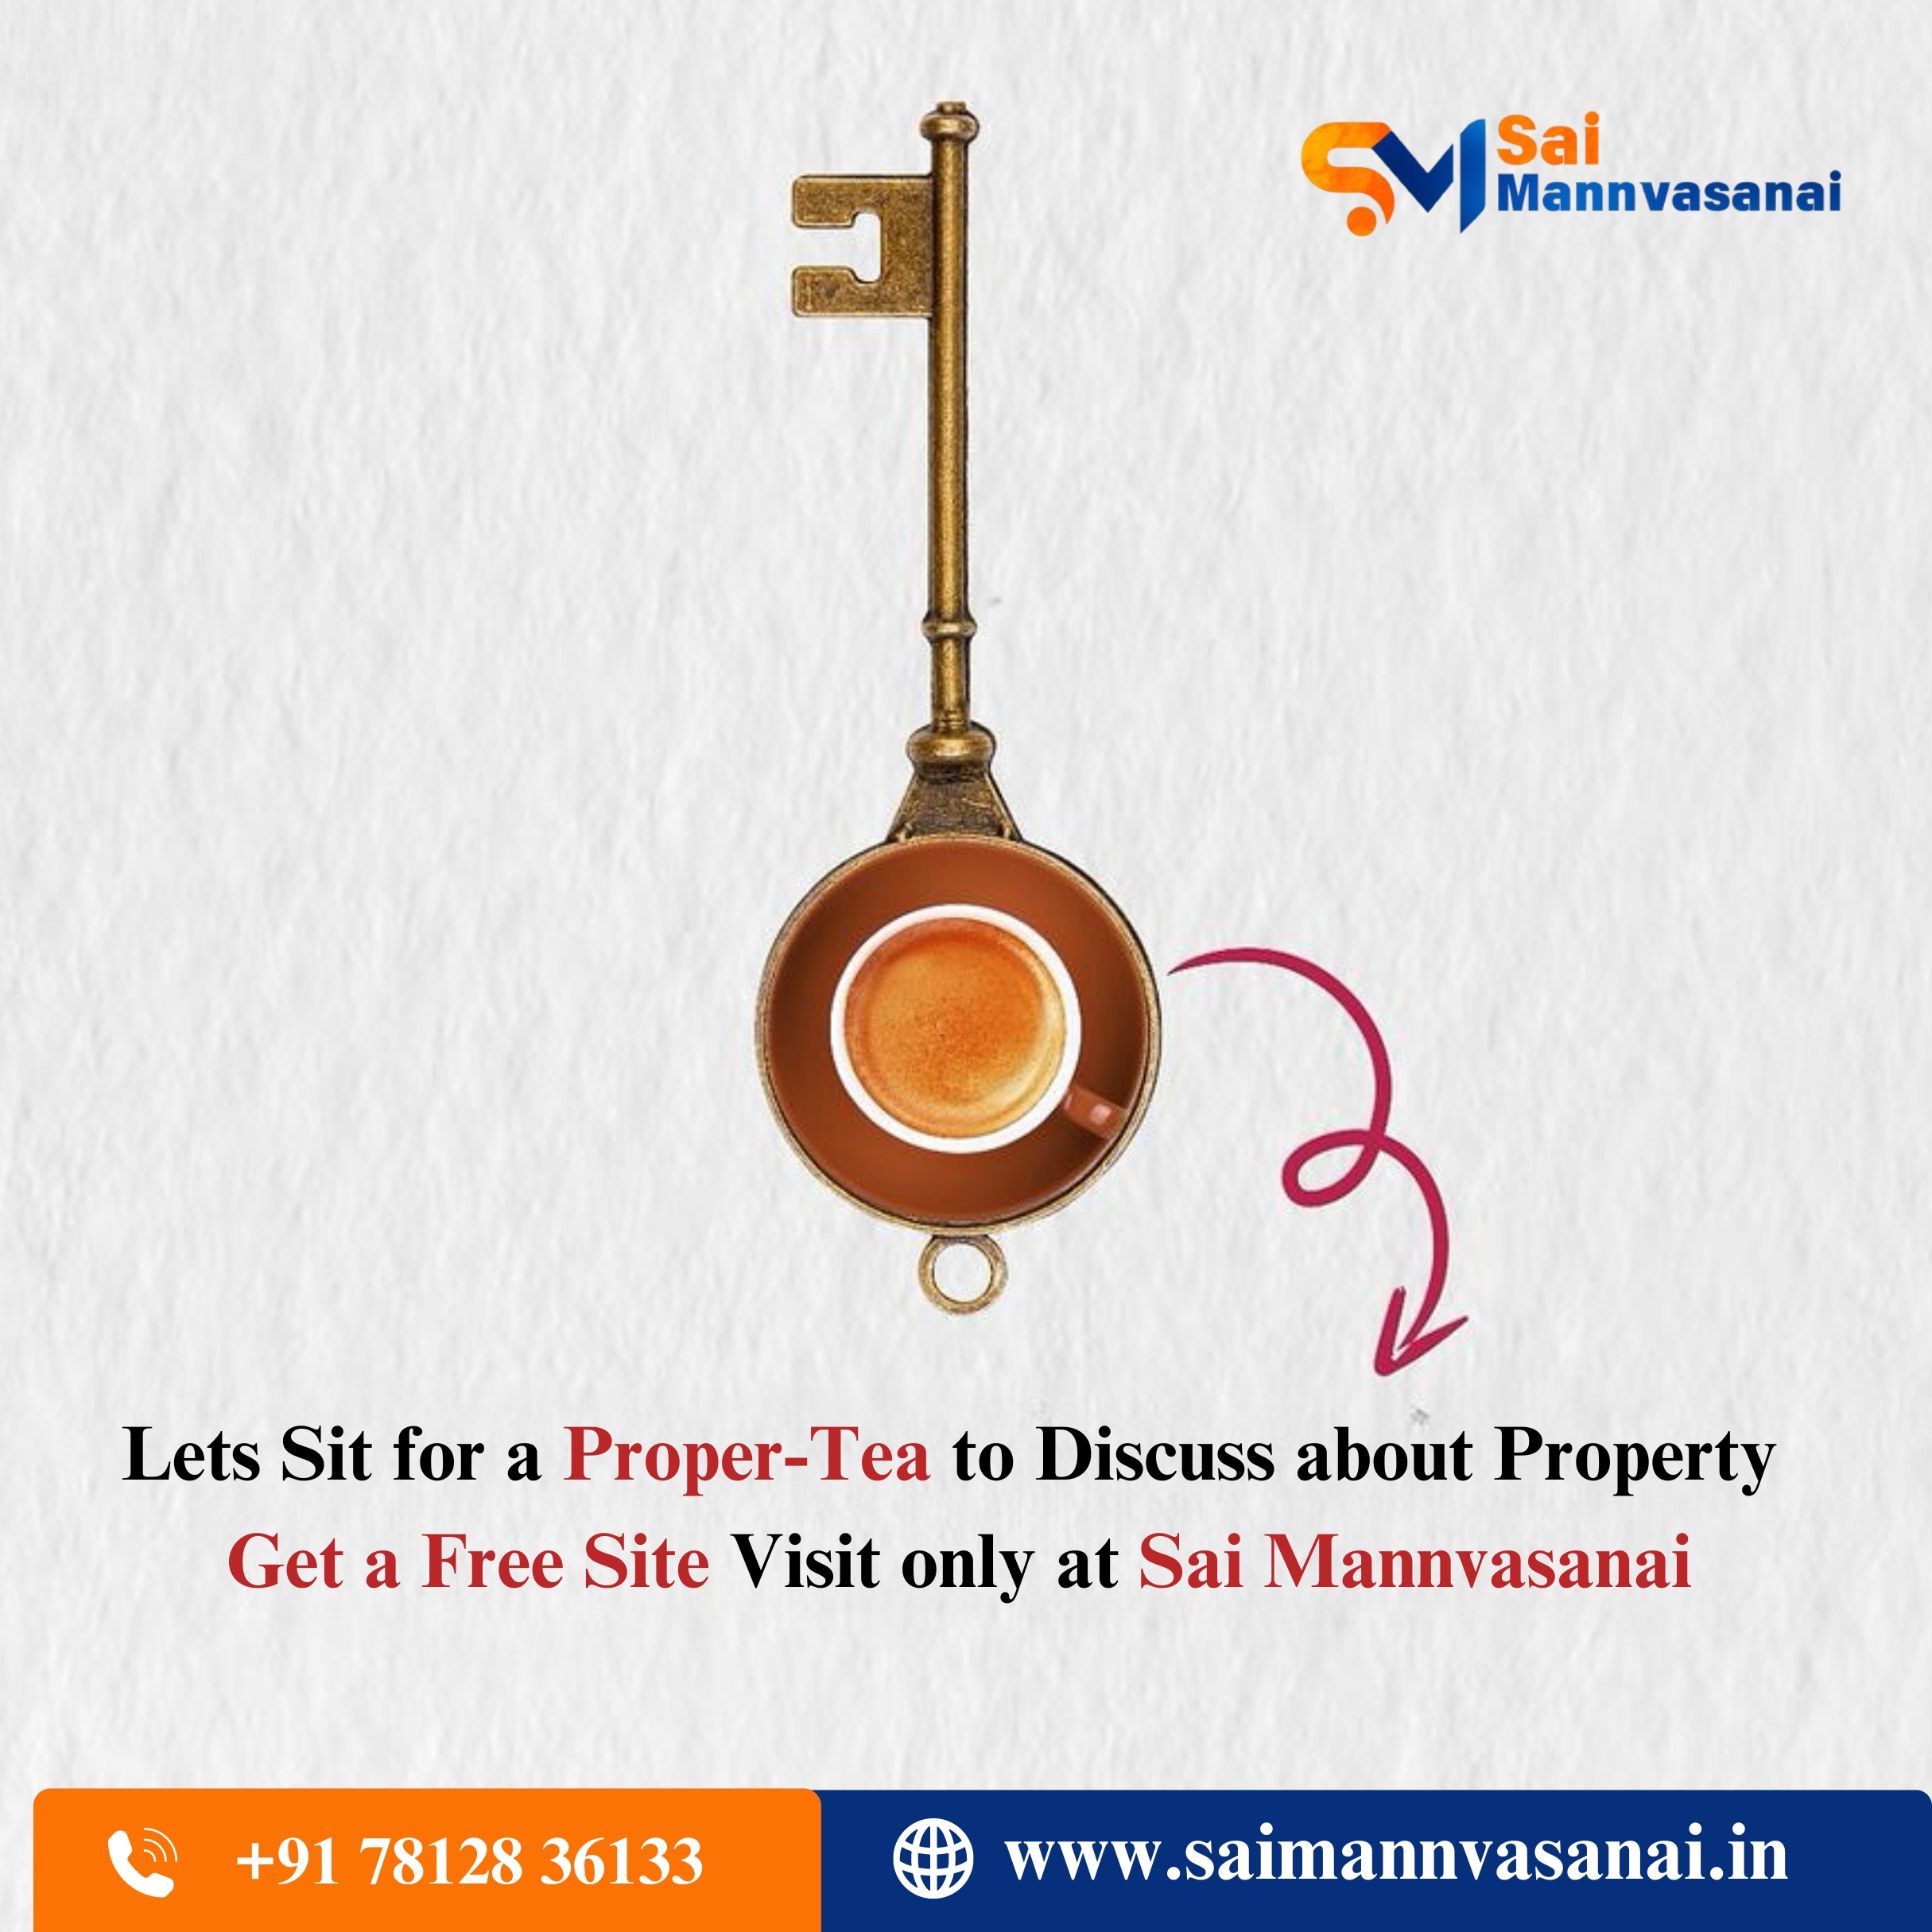 Sai
Mannvasanai
Lets Sit for a Proper-Tea to Discuss about Property
Get a Free Site Visit only at Sai Mannvasanai
+91 78128 36133
www.saimannvasanai.in